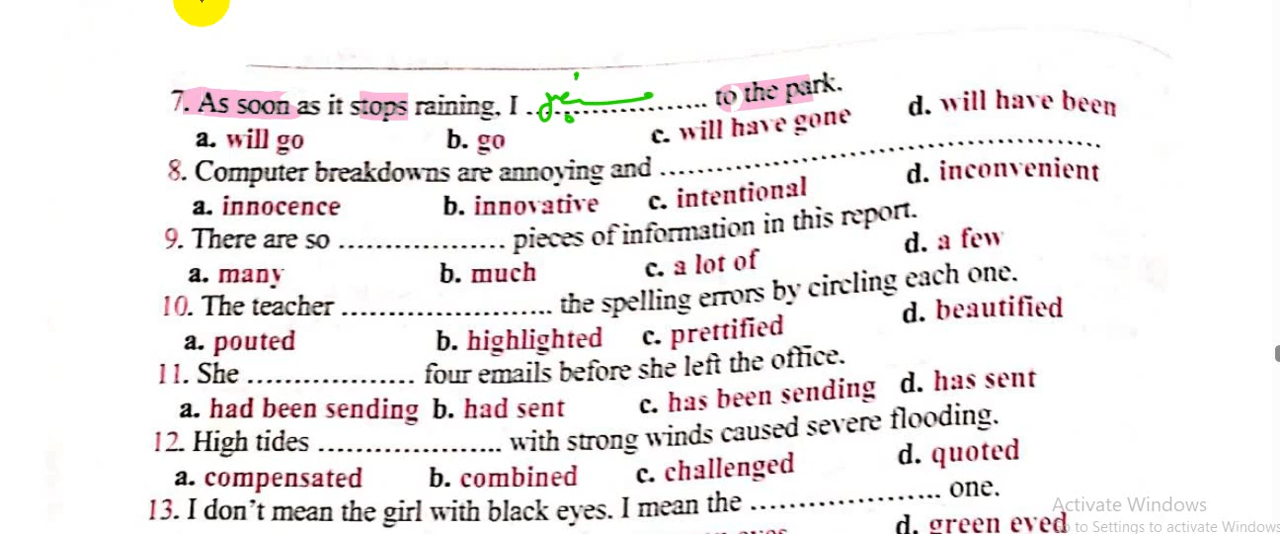 7. As soon as it stops raining, I .................... to the park.
a. will go b. go c. will have gone d. will have been
8. Computer breakdowns are annoying and ....................
a. innocence b. innovative c. intentional d. inconvenient
9. There are so .................... pieces of information in this report.
a. many b. much c. a lot of d. a few
10. The teacher .................... the spelling errors by circling each one.
a. pouted b. highlighted c. prettified d. beautified
11. She .................... four emails before she left the office.
a. had been sending b. had sent c. has been sending d. has sent
12. High tides .................... with strong winds caused severe flooding.
a. compensated b. combined c. challenged d. quoted
13. I don't mean the girl with black eyes. I mean the .................... one.
d. green eyed
Activate Windows
to Settings to activate Windows